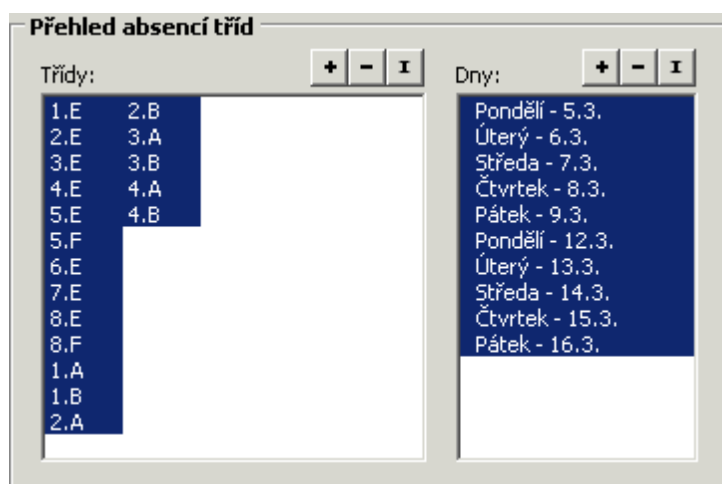 Přehled absencí tříd
Třídy:
+ - I
1.E 2.B
2.E 3.A
3.E 3.B
4.E 4.A
5.E 4.B
5.F
6.E
7.E
8.E
8.F
1.A
1.B
2.A
Dny:
+ - I
Pondělí - 5.3.
Úterý - 6.3.
Středa - 7.3.
Čtvrtek - 8.3.
Pátek - 9.3.
Pondělí - 12.3.
Úterý - 13.3.
Středa - 14.3.
Čtvrtek - 15.3.
Pátek - 16.3.